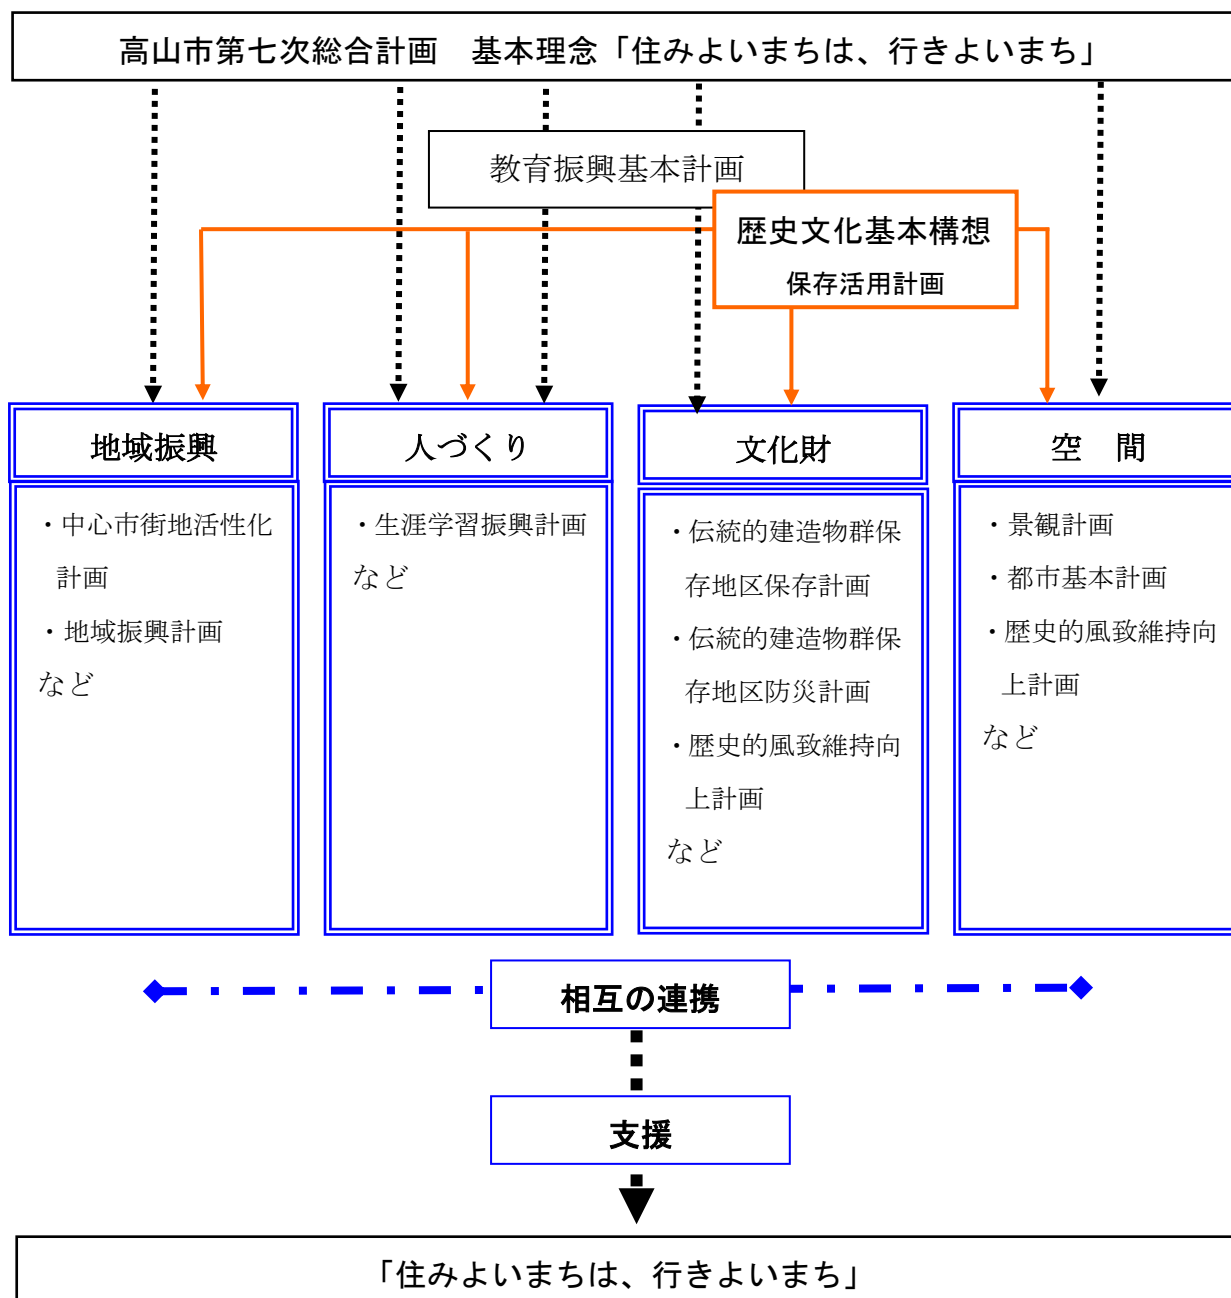 高山市第七次総合計画　基本理念「住みよいまちは、行きよいまち」
教育振興基本計画
歴史文化基本構想
保存活用計画
地域振興
・中心市街地活性化
計画
・地域振興計画
など
人づくり
・生涯学習振興計画
など
文化財
・伝統的建造物群保
存地区保存計画
・伝統的建造物群保
存地区防災計画
・歴史的風致維持向
上計画
など
空　間
・景観計画
・都市基本計画
・歴史的風致維持向
上計画
など
相互の連携
支援
「住みよいまちは、行きよいまち」